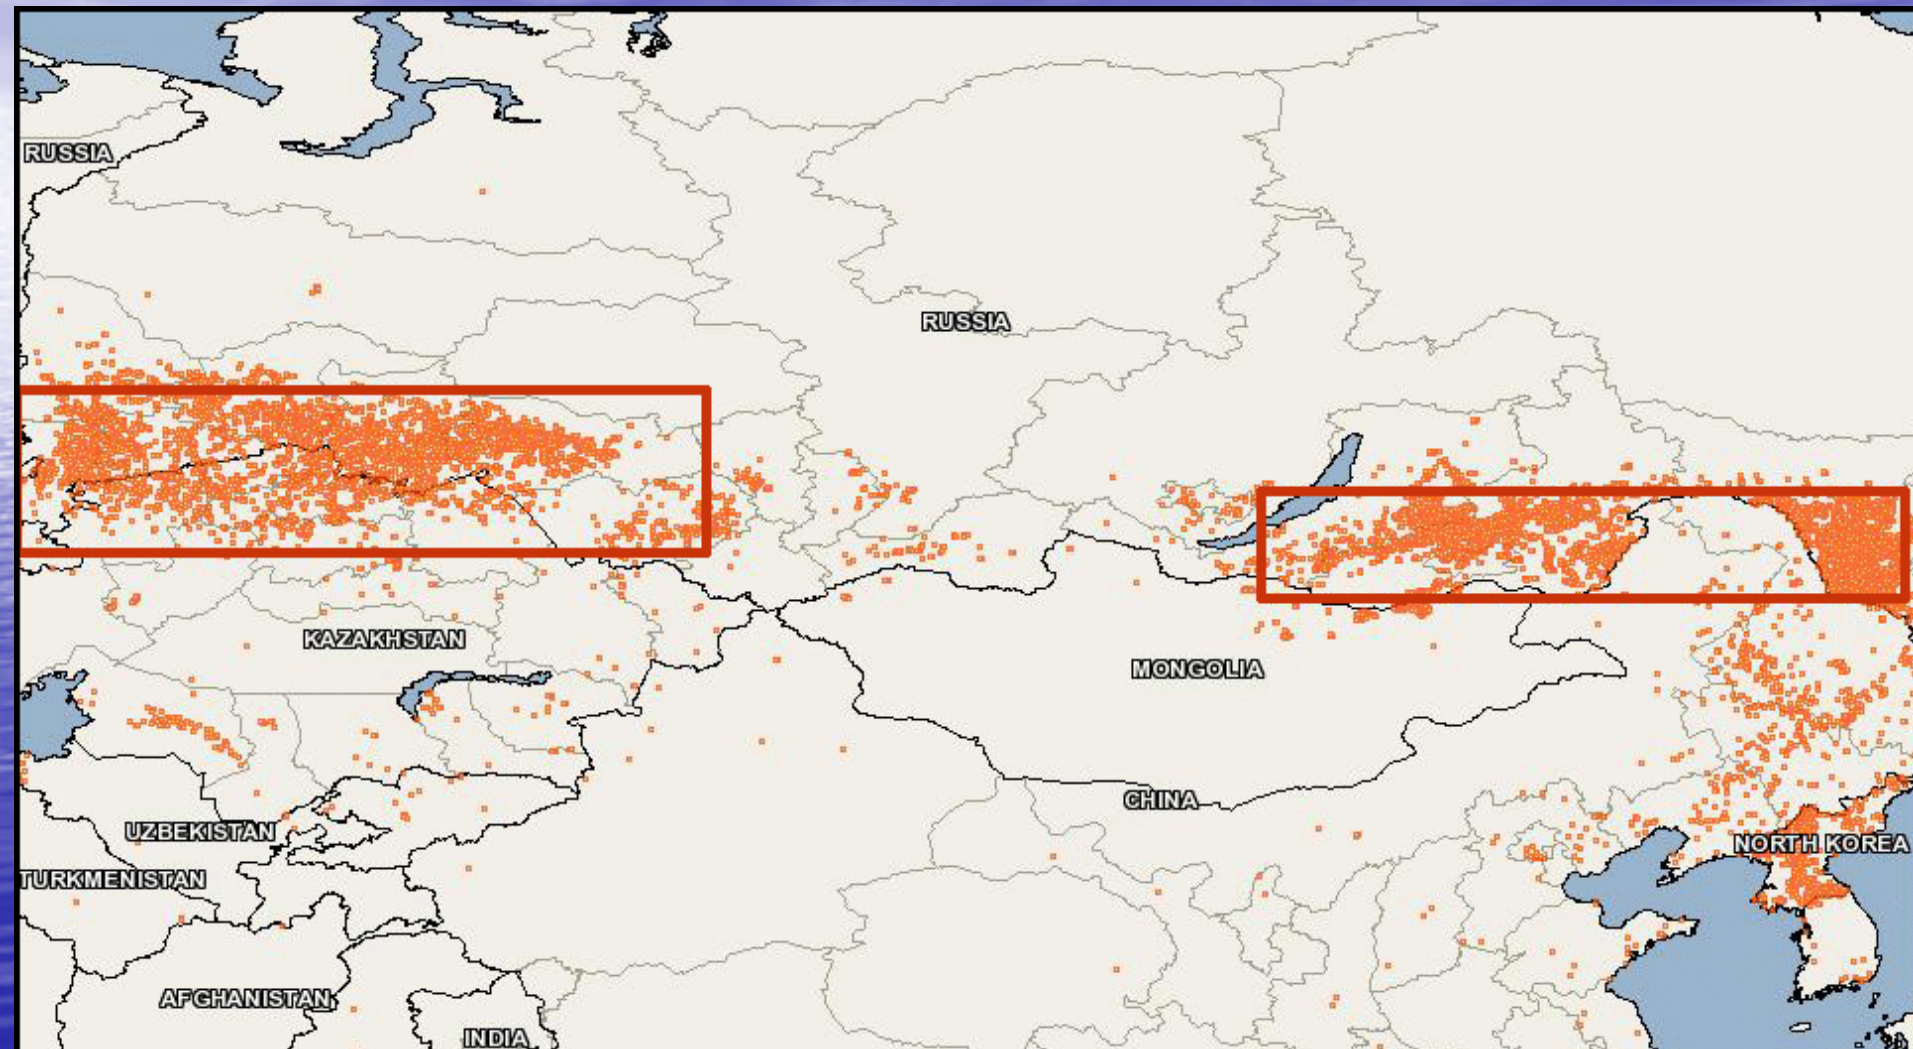 RUSSIA
RUSSIA
KAZAKHSTAN
MONGOLIA
CHINA
UZBEKISTAN
NORTH KOREA
TURKMENISTAN
AFGHANISTAN
INDIA